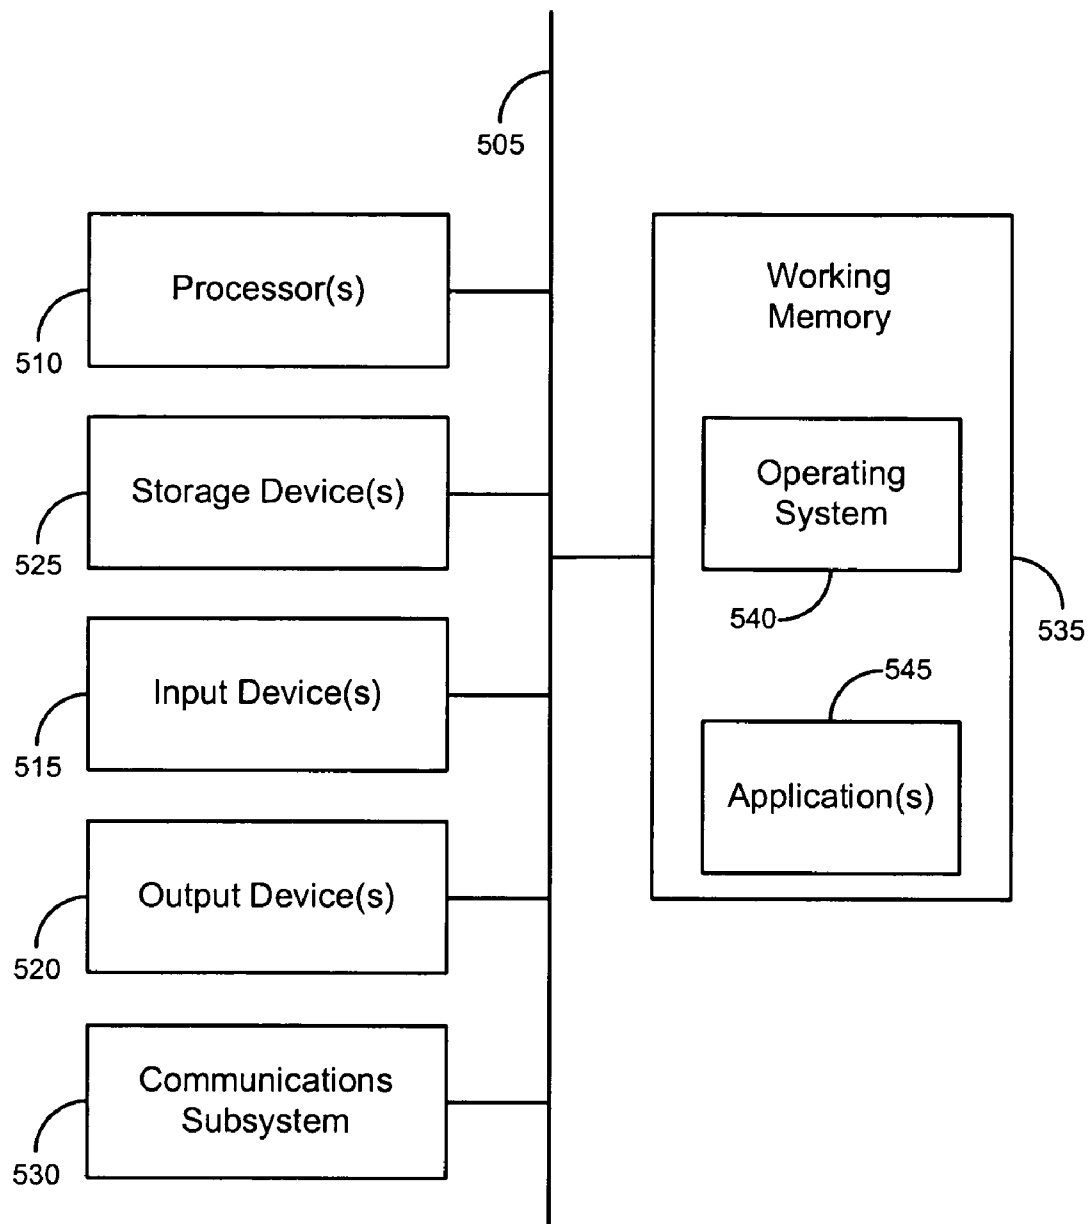 505
Processor(s)
510
Storage Device(s)
525
Input Device(s)
515
Output Device(s)
520
Communications
Subsystem
530
Working
Memory
Operating
System
540
535
545
Application(s)